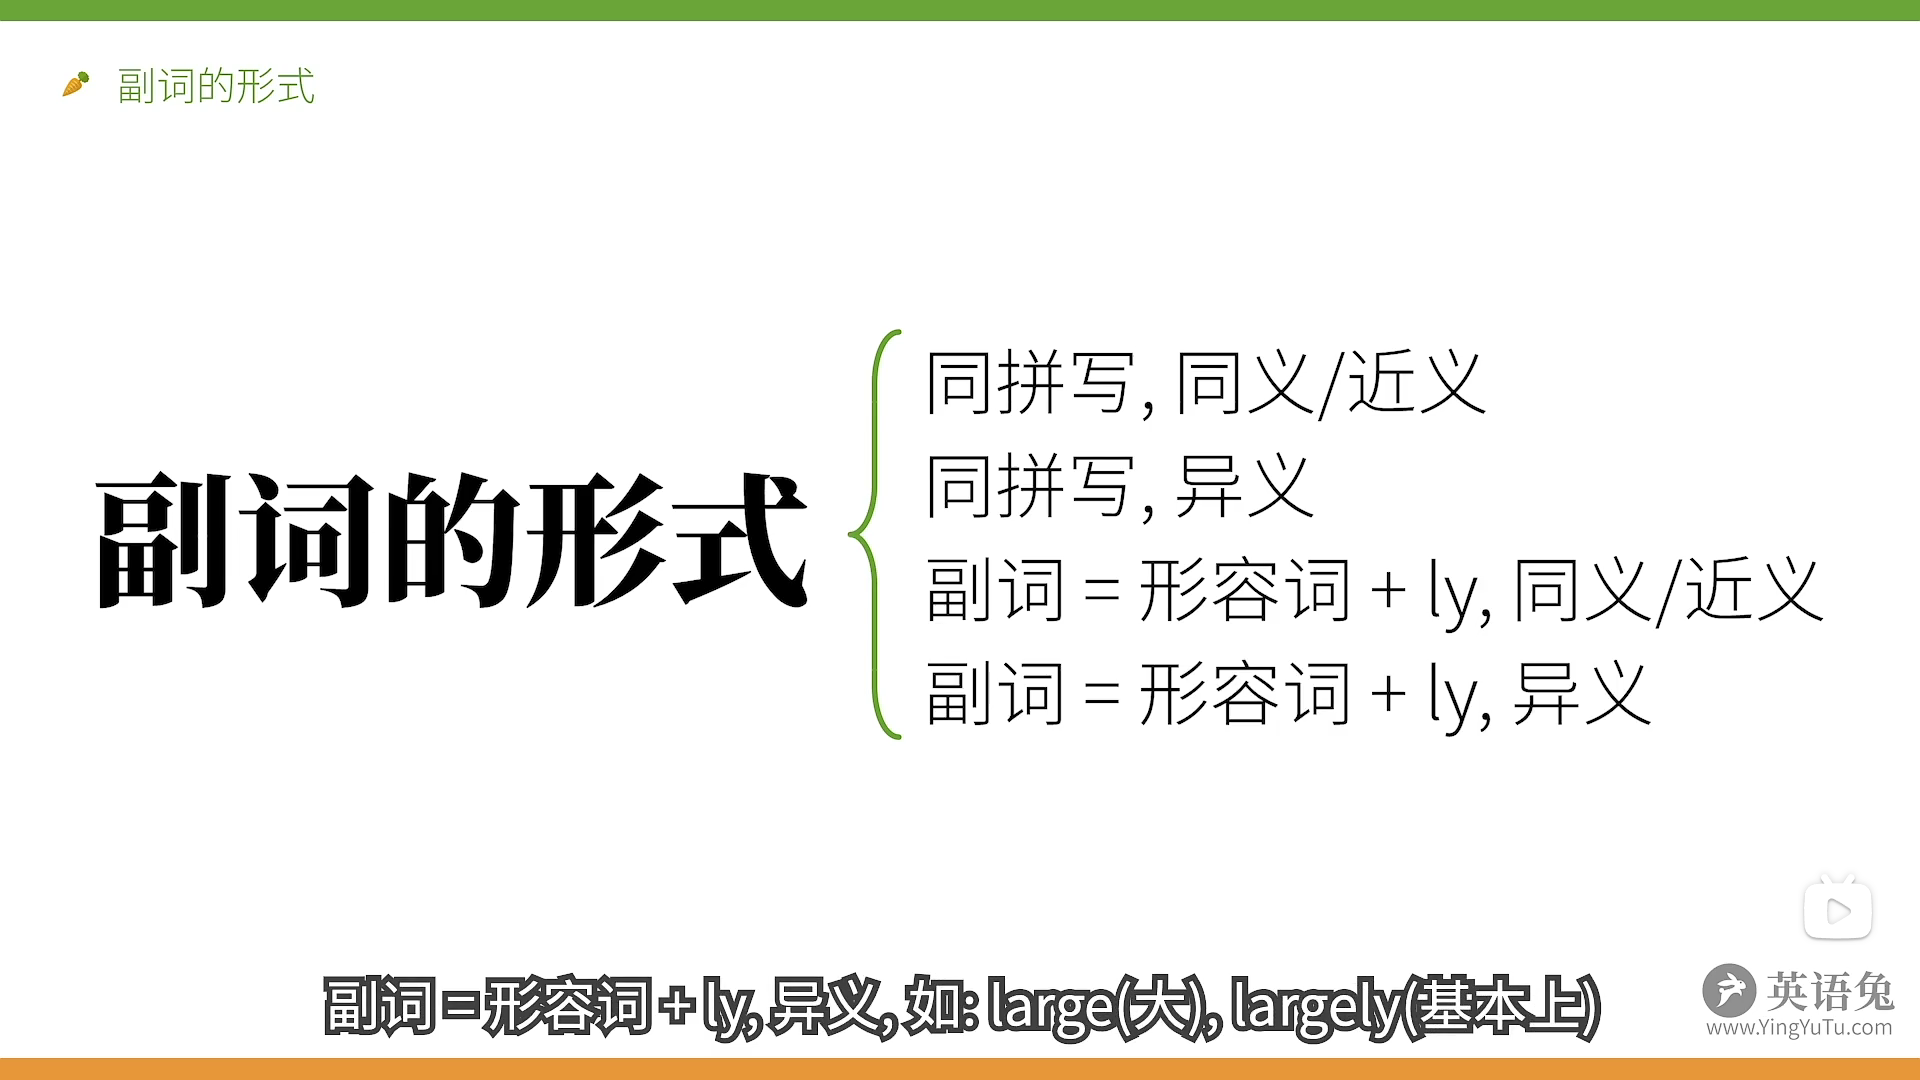 副词的形式
副词的形式
同拼写, 同义/近义
同拼写, 异义
副词 = 形容词 + ly, 同义/近义
副词 = 形容词 + ly, 异义
副词 = 形容词 + ly, 异义, 如: large(大), largely(基本上)
英语兔
www.YingYuTu.com